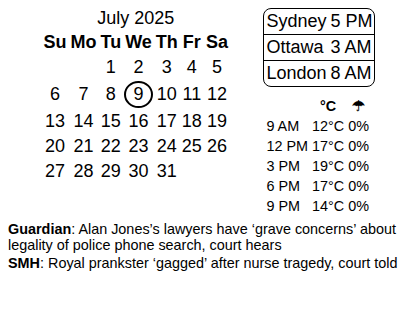 July 2025
Su Mo Tu We Th Fr Sa
1 2 3 4 5
6 7 8 9 10 11 12
13 14 15 16 17 18 19
20 21 22 23 24 25 26
27 28 29 30 31
Sydney 5 PM
Ottawa 3 AM
London 8 AM
°C ☂
9 AM 12°C 0%
12 PM 17°C 0%
3 PM 19°C 0%
6 PM 17°C 0%
9 PM 14°C 0%
Guardian: Alan Jones’s lawyers have ‘grave concerns’ about
legality of police phone search, court hears
SMH: Royal prankster ‘gagged’ after nurse tragedy, court told